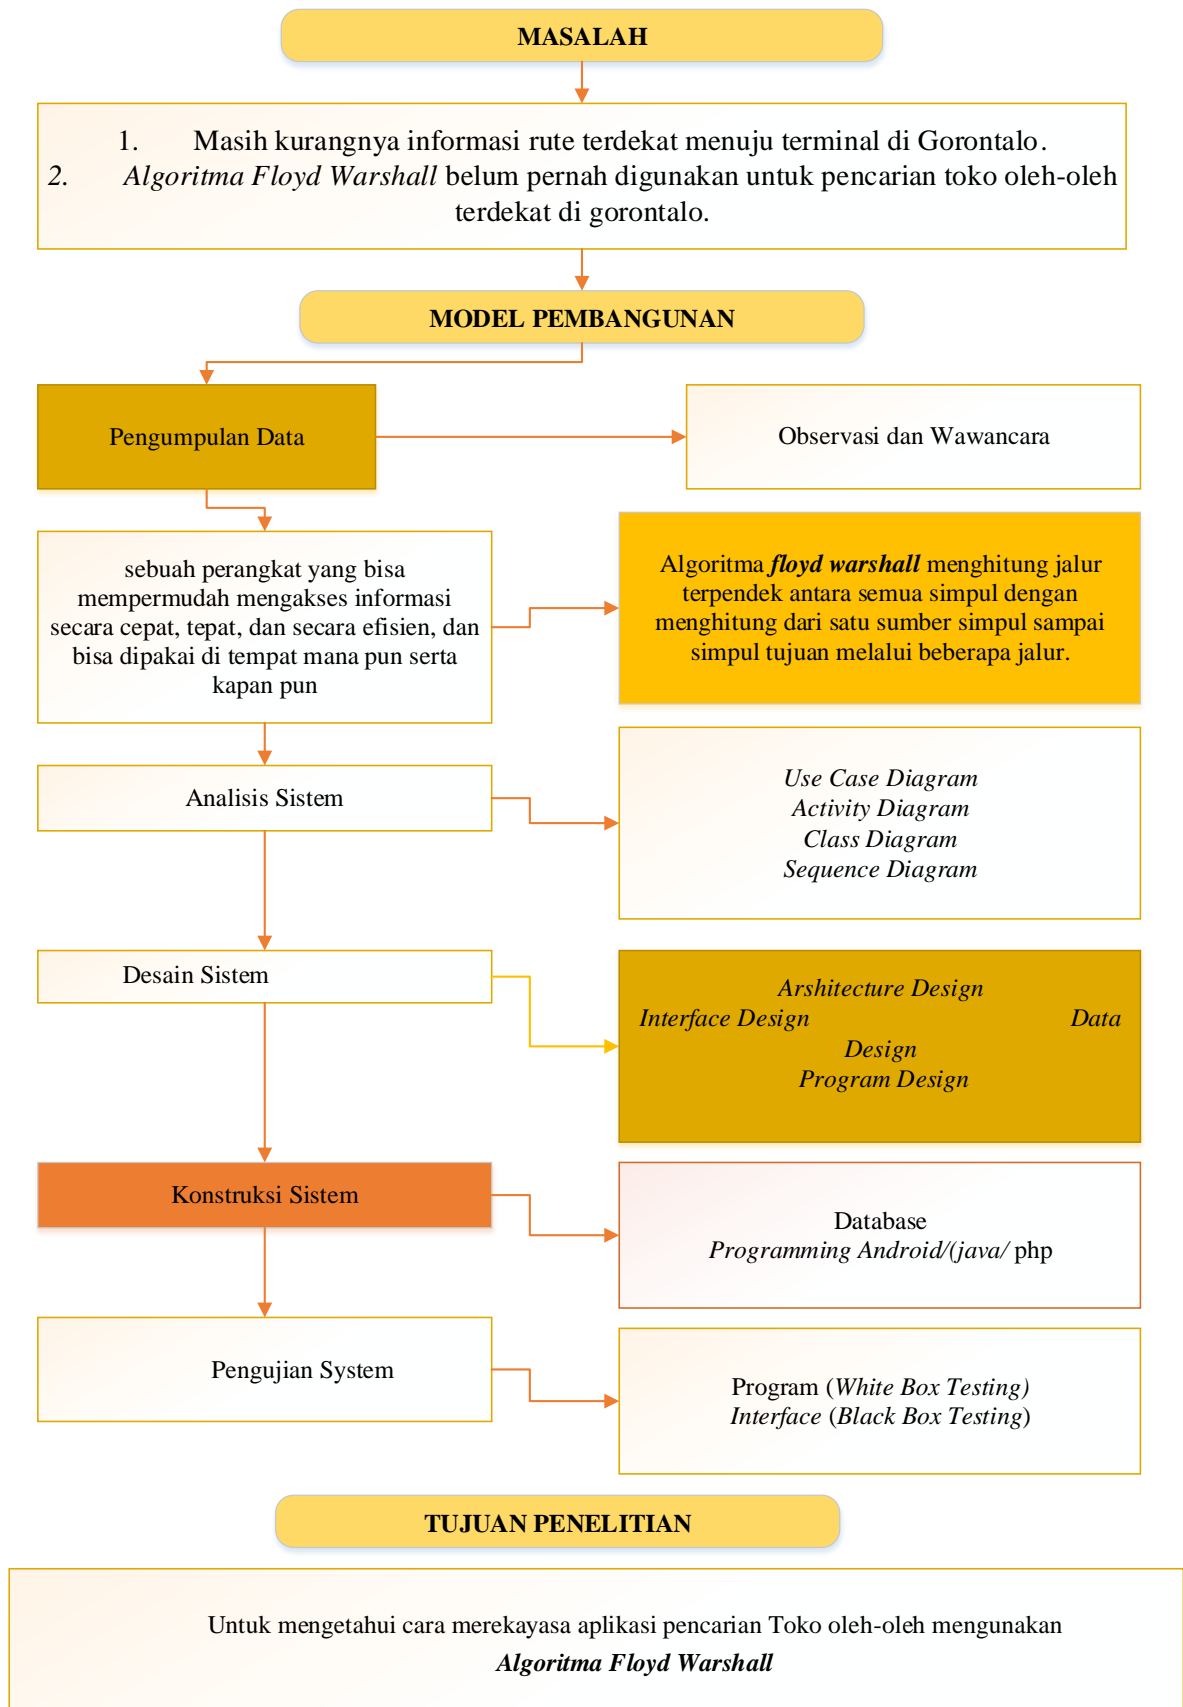 MASALAH
1. Masih kurangnya informasi rute terdekat menuju terminal di Gorontalo.
2. Algoritma Floyd Warshall belum pernah digunakan untuk pencarian toko oleh-oleh
terdekat di gorontalo.
MODEL PEMBANGUNAN
Pengumpulan Data
Observasi dan Wawancara
sebuah perangkat yang bisa
mempermudah mengakses informasi
secara cepat, tepat, dan secara efisien, dan
bisa dipakai di tempat mana pun serta
kapan pun
Algoritma floyd warshall menghitung jalur
terpendek antara semua simpul dengan
menghitung dari satu sumber simpul sampai
simpul tujuan melalui beberapa jalur.
Analisis Sistem
Use Case Diagram
Activity Diagram
Class Diagram
Sequence Diagram
Desain Sistem
Arshitecture Design
Interface Design Data
Design
Program Design
Konstruksi Sistem
Database
Programming Android/(java/ php
Pengujian System
Program (White Box Testing)
Interface (Black Box Testing)
TUJUAN PENELITIAN
Untuk mengetahui cara merekayasa aplikasi pencarian Toko oleh-oleh mengunakan
Algoritma Floyd Warshall